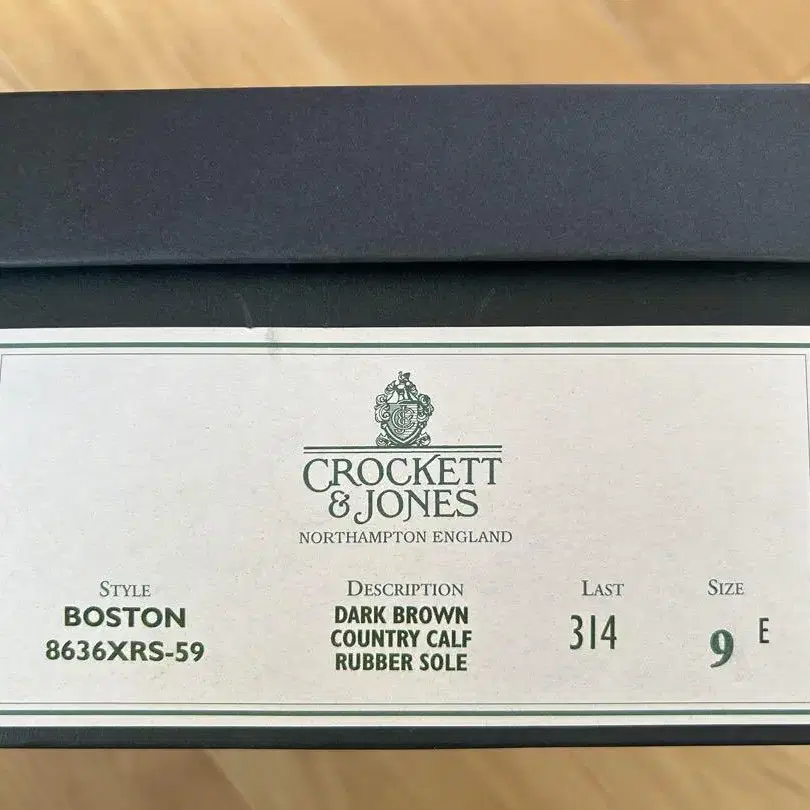 CROCKETT
& JONES
NORTHAMPTON ENGLAND
STYLE DESCRIPTION LAST SIZE
BOSTON DARK BROWN 314 9 E
8636XRS-59 COUNTRY CALF
RUBBER SOLE